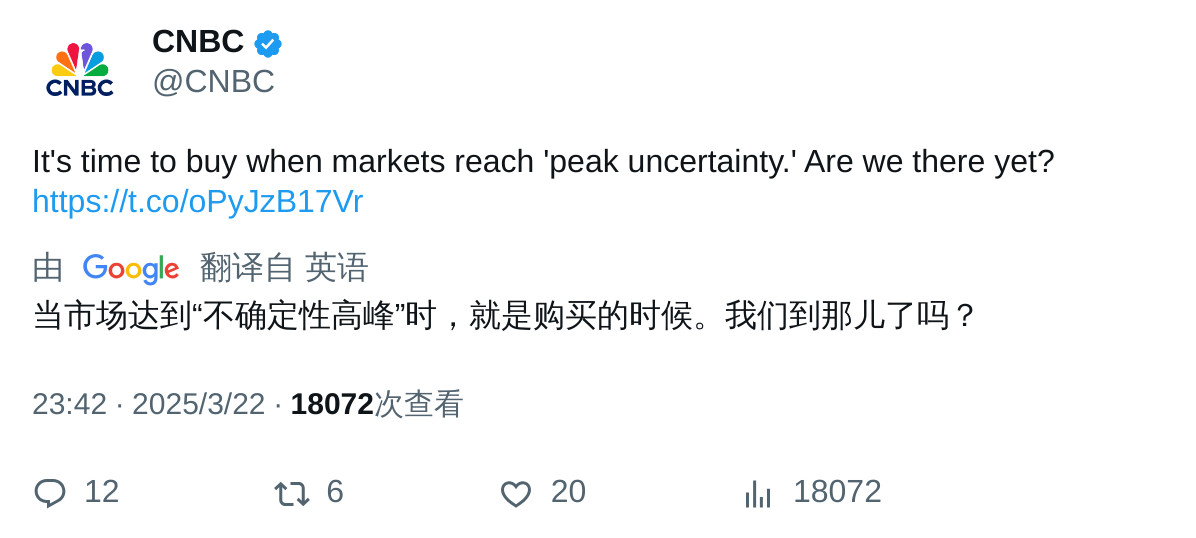 CNBC
@CNBC
CNBC
It's time to buy when markets reach 'peak uncertainty.' Are we there yet?
https://t.co/oPyJzB17Vr
由 Google 翻译自 英语
当市场达到“不确定性高峰”时，就是购买的时候。我们到那儿了吗？
23:42 · 2025/3/22 · 18072次查看
12 6 20 18072